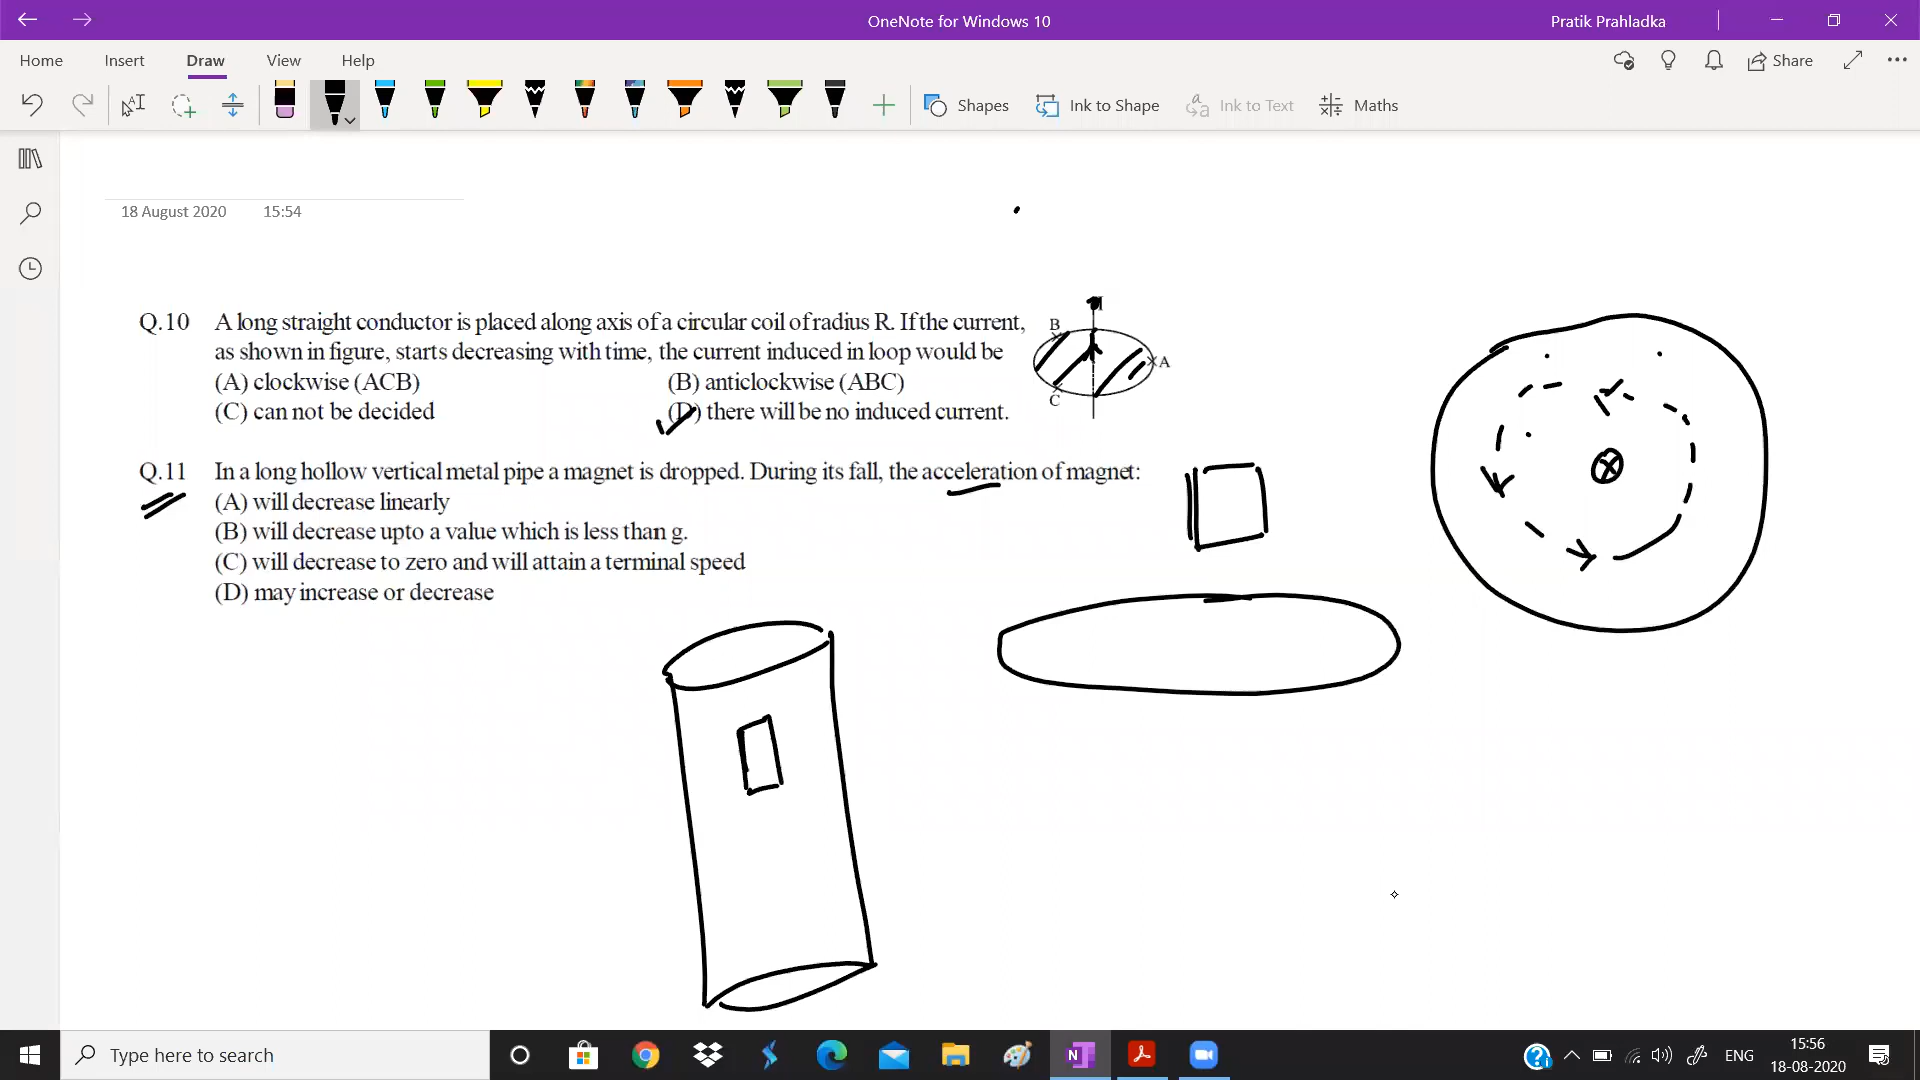 OneNote for Windows 10
Pratik Prahladka
Home Insert Draw View Help
Share
Shapes Ink to Shape Ink to Text Maths
18 August 2020 15:54
Q.10 A long straight conductor is placed along axis of a circular coil of radius R. If the current,
as shown in figure, starts decreasing with time, the current induced in loop would be
(A) clockwise (ACB) (B) anticlockwise (ABC)
(C) can not be decided (D) there will be no induced current.
B
A
C
Q.11 In a long hollow vertical metal pipe a magnet is dropped. During its fall, the acceleration of magnet:
(A) will decrease linearly
(B) will decrease upto a value which is less than g.
(C) will decrease to zero and will attain a terminal speed
(D) may increase or decrease
Type here to search
ENG
15:56
18-08-2020